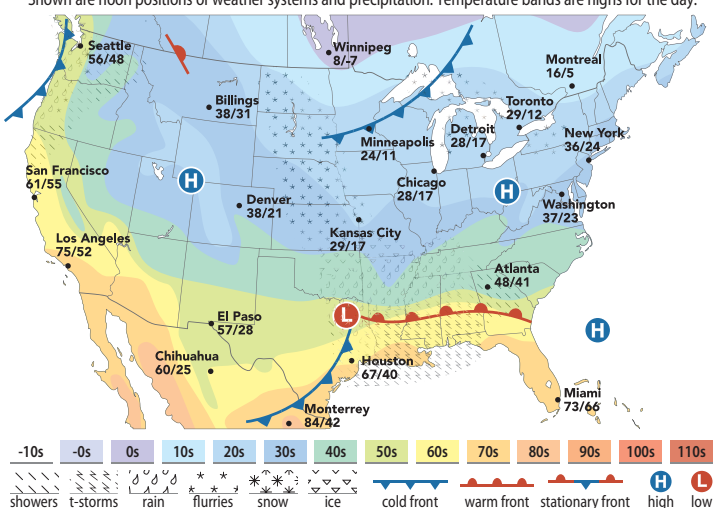 Shown are noon positions of weather systems and precipitation. Temperature bands are highs for the day.
Seattle
56/48
Winnipeg
8/-7
Montreal
16/5
Billings
38/31
Toronto
29/12
Minneapolis
24/11
Detroit
28/17
New York
36/24
San Francisco
61/55
H
Chicago
28/17
H
Denver
38/21
Washington
37/23
Kansas City
29/17
Los Angeles
75/52
Atlanta
48/41
L
El Paso
57/28
H
Chihuahua
60/25
Houston
67/40
Miami
73/66
Monterrey
84/42
-10s -0s 0s 10s 20s 30s 40s 50s 60s 70s 80s 90s 100s 110s
H L
showers t-storms rain flurries snow ice cold front warm front stationary front high low